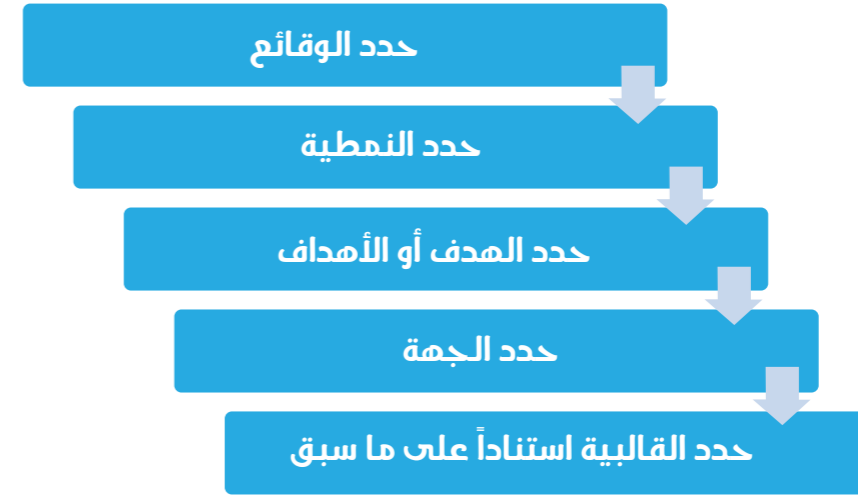 حدد الوقائع
حدد النمطية
حدد الهدف أو الأهداف
حدد الجهة
حدد القالبية استناداً على ما سبق